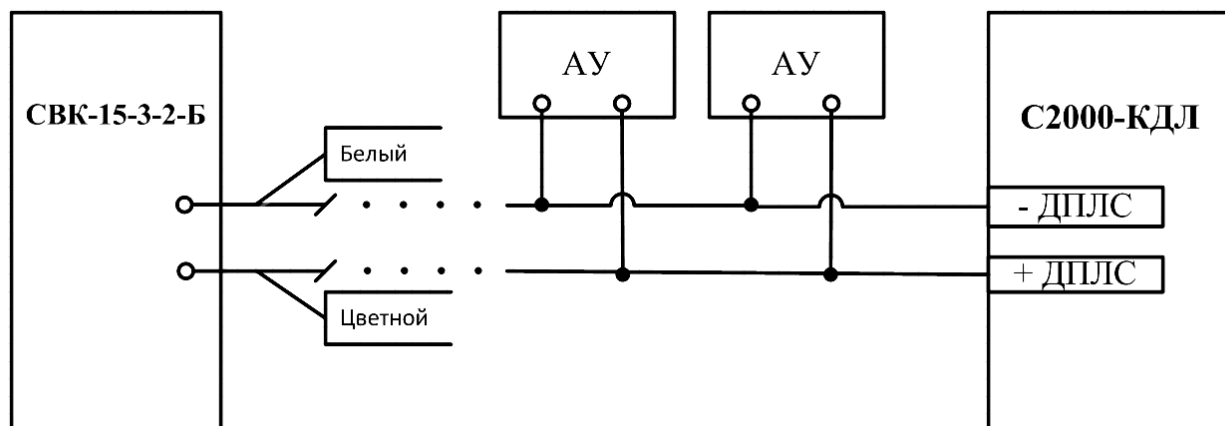 АУ
АУ
СВК-15-3-2-Б
С2000-КДЛ
Белый
- ДПЛС
+ ДПЛС
Цветной